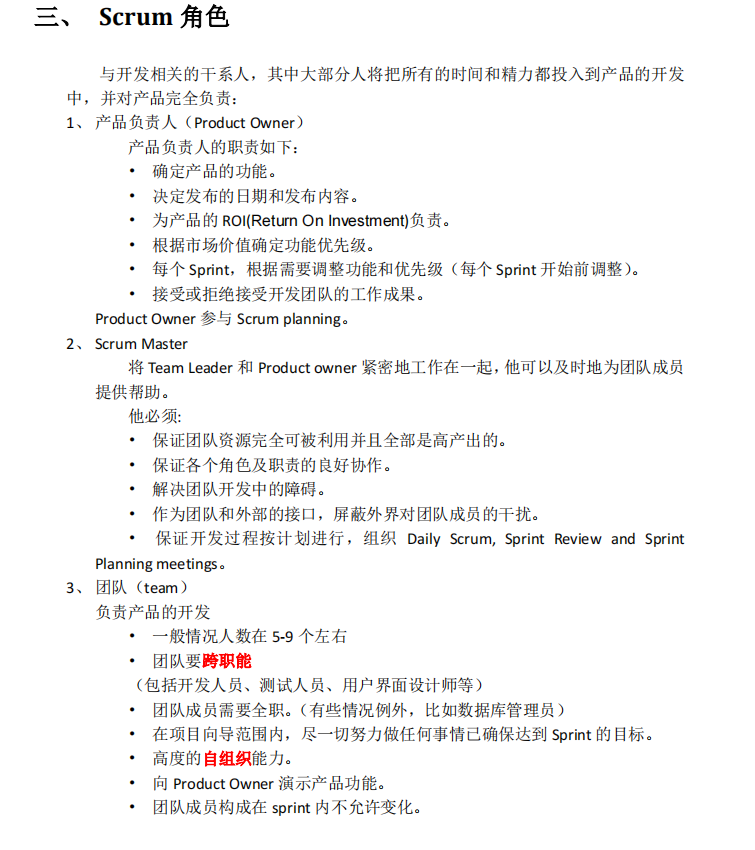 三、 Scrum 角色
与开发相关的干系人，其中大部分人将把所有的时间和精力都投入到产品的开发
中，并对产品完全负责：
1、 产品负责人（Product Owner）
产品负责人的职责如下：
• 确定产品的功能。
• 决定发布的日期和发布内容。
• 为产品的 ROI(Return On Investment)负责。
• 根据市场价值确定功能优先级。
• 每个 Sprint，根据需要调整功能和优先级（每个 Sprint 开始前调整）。
• 接受或拒绝接受开发团队的工作成果。
Product Owner 参与 Scrum planning。
2、 Scrum Master
将 Team Leader 和 Product owner 紧密地工作在一起，他可以及时地为团队成员
提供帮助。
他必须:
• 保证团队资源完全可被利用并且全部是高产出的。
• 保证各个角色及职责的良好协作。
• 解决团队开发中的障碍。
• 作为团队和外部的接口，屏蔽外界对团队成员的干扰。
• 保证开发过程按计划进行，组织 Daily Scrum, Sprint Review and Sprint
Planning meetings。
3、 团队（team）
负责产品的开发
• 一般情况人数在 5-9 个左右
• 团队要跨职能
（包括开发人员、测试人员、用户界面设计师等）
• 团队成员需要全职。（有些情况例外，比如数据库管理员）
• 在项目向导范围内，尽一切努力做任何事情已确保达到 Sprint 的目标。
• 高度的自组织能力。
• 向 Product Owner 演示产品功能。
• 团队成员构成在 sprint 内不允许变化。